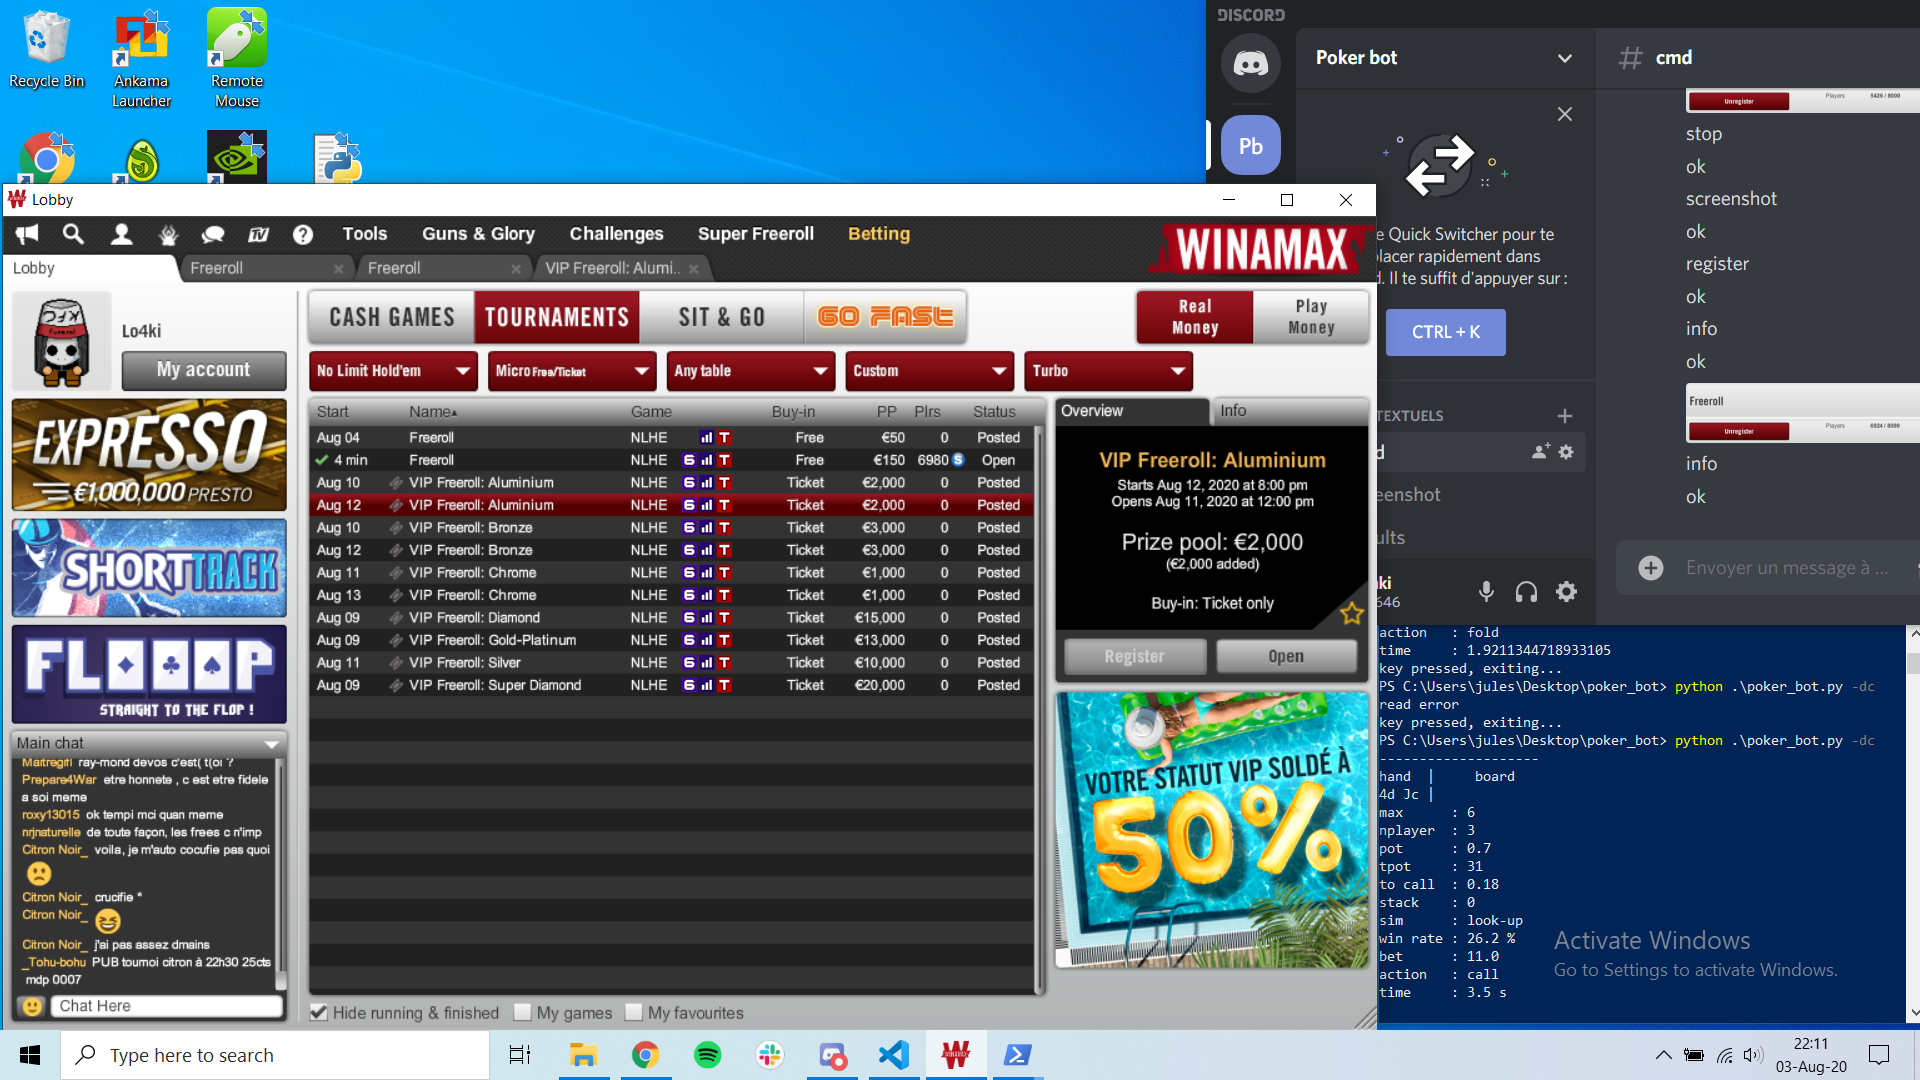 Recycle Bin
Ankama Launcher
Remote Mouse
Lobby
Tools
Guns & Glory
Challenges
Super Freeroll
Betting
WINAMAX
Lobby
Freeroll
Freeroll
VIP Freeroll: Alumi..
Lo4ki
My account
CASH GAMES
TOURNAMENTS
SIT & GO
GO FAST
Real Money
Play Money
No Limit Hold'em
Micro Free/Ticket
Any table
Custom
Turbo
EXPRESSO
€1,000,000 PRESTO
SHORTTRACK
FLOOOP
STRAIGHT TO THE FLOP !
Start Name Game Buy-in PP Plrs Status
Aug 04 Freeroll NLHE T Free €50 0 Posted
4 min Freeroll NLHE 6 T Free €150 6980 S Open
Aug 10 VIP Freeroll: Aluminium NLHE 6 T Ticket €2,000 0 Posted
Aug 12 VIP Freeroll: Aluminium NLHE 6 T Ticket €2,000 0 Posted
Aug 10 VIP Freeroll: Bronze NLHE 6 T Ticket €3,000 0 Posted
Aug 12 VIP Freeroll: Bronze NLHE 6 T Ticket €3,000 0 Posted
Aug 11 VIP Freeroll: Chrome NLHE 6 T Ticket €1,000 0 Posted
Aug 13 VIP Freeroll: Chrome NLHE 6 T Ticket €1,000 0 Posted
Aug 09 VIP Freeroll: Diamond NLHE 6 T Ticket €15,000 0 Posted
Aug 09 VIP Freeroll: Gold-Platinum NLHE 6 T Ticket €13,000 0 Posted
Aug 11 VIP Freeroll: Silver NLHE 6 T Ticket €10,000 0 Posted
Aug 09 VIP Freeroll: Super Diamond NLHE 6 T Ticket €20,000 0 Posted
Overview
Info
VIP Freeroll: Aluminium
Starts Aug 12, 2020 at 8:00 pm
Opens Aug 11, 2020 at 12:00 pm
Prize pool: €2,000
(€2,000 added)
Buy-in: Ticket only
Register
Open
VOTRE STATUT VIP SOLDÉ À
50%
Main chat
Maitregifl ray-mond devos c'est( t(oi ?
Prepare4War etre honnete , c est etre fidele
a soi meme
roxy13015 ok tempi mci quan meme
nrjnaturelle de toute façon, les frees c n'imp
Citron Noir_ voila, je m'auto cocufie pas quoi
Citron Noir_ crucifie *
Citron Noir_
Citron Noir_ j'ai pas assez dmains
_Tohu-bohu PUB tournoi citron à 22h30 25cts
mdp 0007
Chat Here
Hide running & finished
My games
My favourites
DISCORD
Pb
Poker bot
e Quick Switcher pour te
lacer rapidement dans
d. Il te suffit d'appuyer sur :
CTRL + K
TEXTUELS
d
eenshot
ults
ki
646
# cmd
Unregister Players 5426 / 8000
stop
ok
screenshot
ok
register
ok
info
ok
Freeroll
Unregister Players 6924 / 8000
info
ok
Envoyer un message à ...
action : fold
time : 1.9211344718933105
key pressed, exiting...
PS C:\Users\jules\Desktop\poker_bot> python .\poker_bot.py -dc
read error
key pressed, exiting...
PS C:\Users\jules\Desktop\poker_bot> python .\poker_bot.py -dc
--------------------
hand | board
4d Jc |
max : 6
nplayer : 3
pot : 0.7
tpot : 31
to call : 0.18
stack : 0
sim : look-up
win rate : 26.2 %
bet : 11.0
action : call
time : 3.5 s
Activate Windows
Go to Settings to activate Windows.
Type here to search
22:11
03-Aug-20